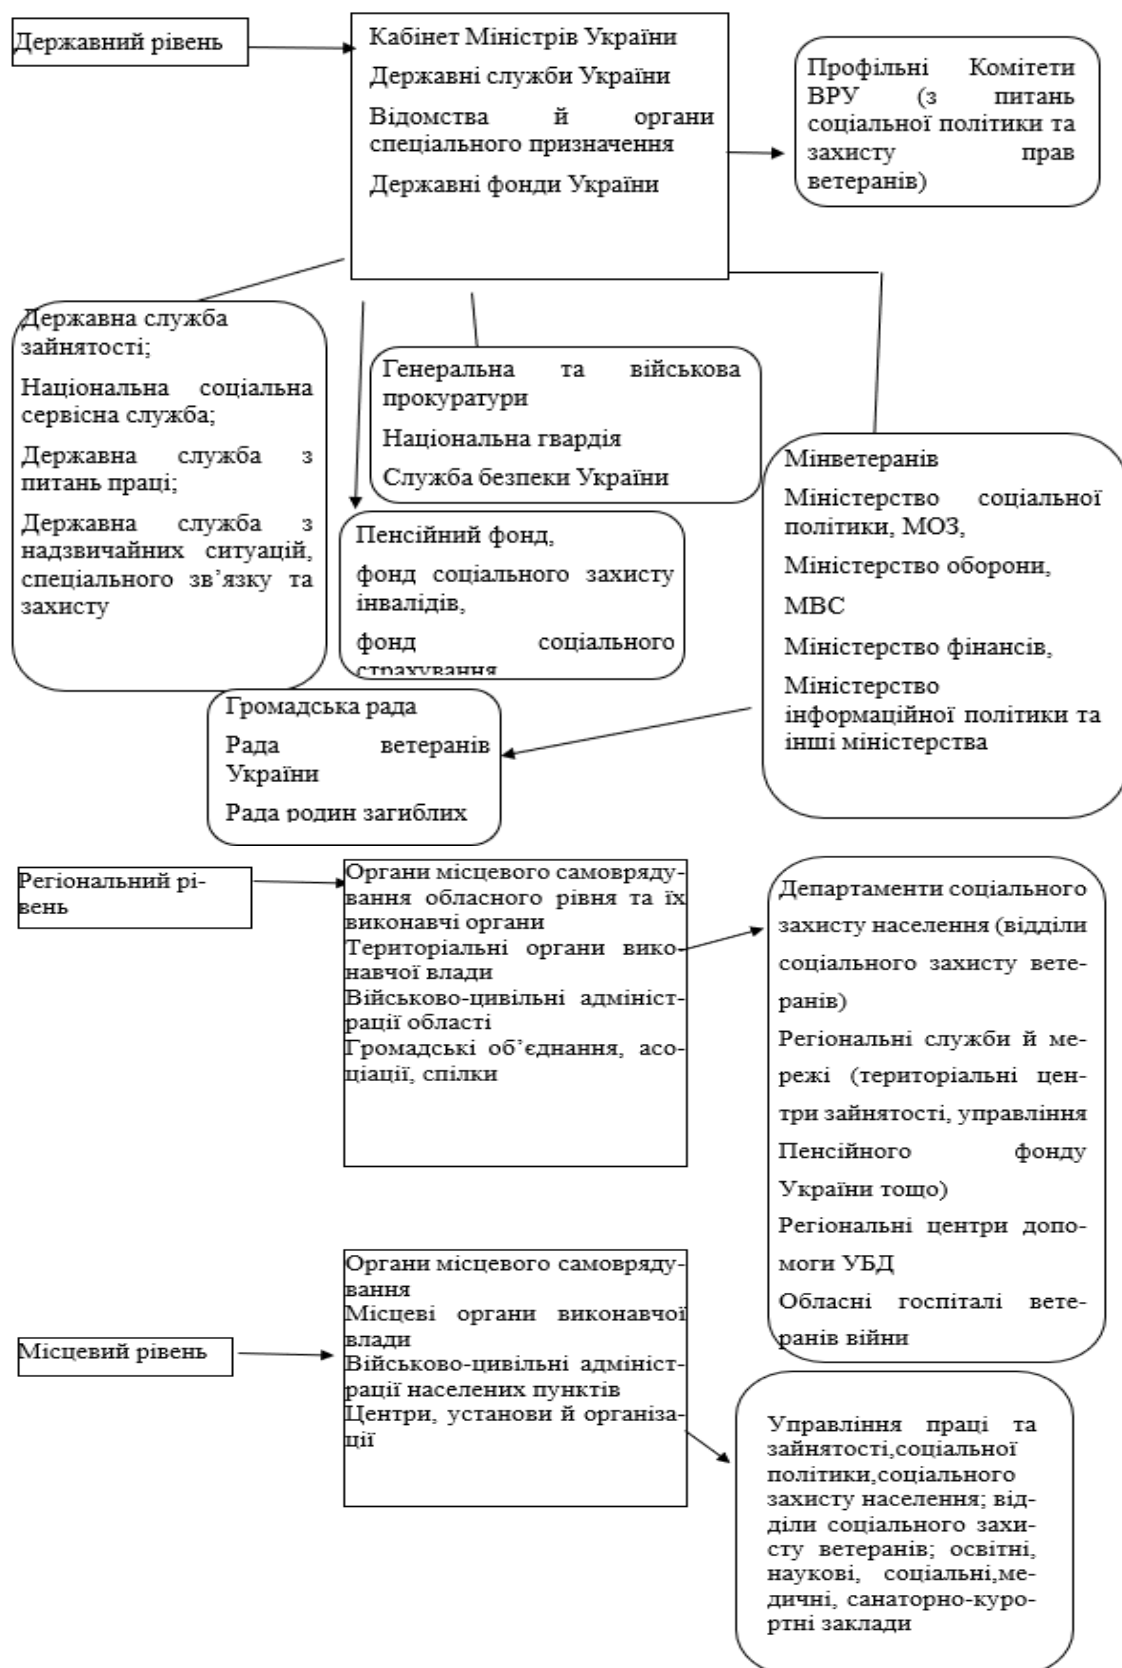 Державний рівень
Кабінет Міністрів України
Державні служби України
Відомства й органи
спеціального призначення
Державні фонди України
Профільні Комітети
ВРУ (з питань
соціальної політики та
захисту прав
ветеранів)
Державна служба
зайнятості;
Національна соціальна
сервісна служба;
Державна служба з
питань праці;
Державна служба з
надзвичайних ситуацій,
спеціального зв’язку та
захисту
Генеральна та військова
прокуратури
Національна гвардія
Служба безпеки України
Пенсійний фонд,
фонд соціального захисту
інвалідів,
фонд соціального
страхування
Мінветеранів
Міністерство соціальної
політики, МОЗ,
Міністерство оборони,
МВС
Міністерство фінансів,
Міністерство
інформаційної політики та
інші міністерства
Громадська рада
Рада ветеранів
України
Рада родин загиблих
Регіональний рі-
вень
Органи місцевого самовряду-
вання обласного рівня та їх
виконавчі органи
Територіальні органи вико-
навчої влади
Військово-цивільні адмініст-
рації області
Громадські об’єднання, асо-
ціації, спілки
Департаменти соціального
захисту населення (відділи
соціального захисту вете-
ранів)
Регіональні служби й ме-
режі (територіальні цен-
три зайнятості, управління
Пенсійного фонду
України тощо)
Регіональні центри допо-
моги УБД
Обласні госпіталі вете-
ранів війни
Місцевий рівень
Органи місцевого самовряду-
вання
Місцеві органи виконавчої
влади
Військово-цивільні адмініст-
рації населених пунктів
Центри, установи й організа-
ції
Управління праці та
зайнятості,соціальної
політики,соціального
захисту населення; від-
діли соціального захи-
сту ветеранів; освітні,
наукові, соціальні,ме-
дичні, санаторно-куро-
ртні заклади